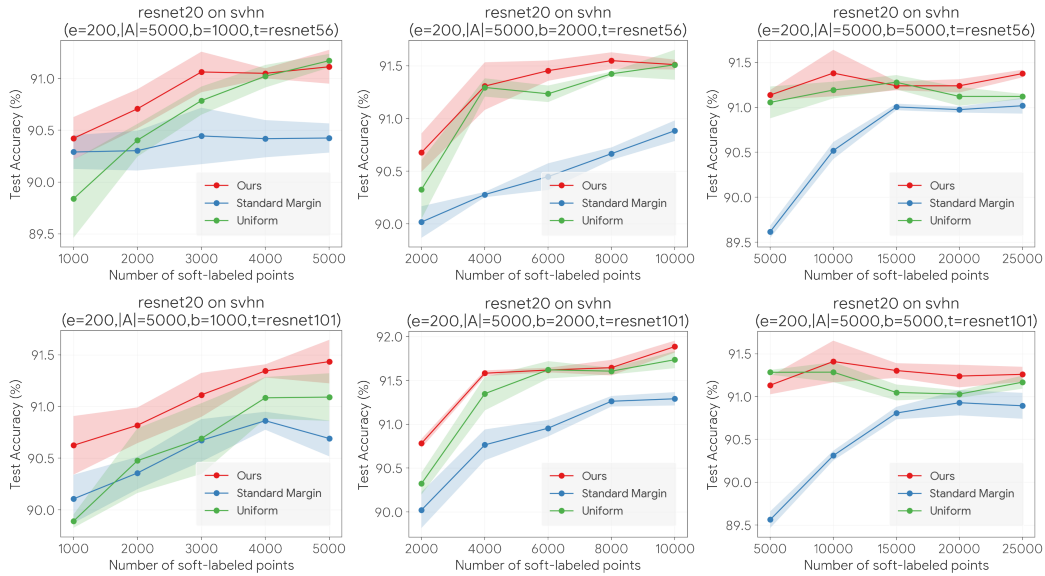 resnet20 on svhn
(e=200,|A|=5000,b=1000,t=resnet56)
Test Accuracy (%)
91.0
90.5
90.0
89.5
Ours
Standard Margin
Uniform
1000 2000 3000 4000 5000
Number of soft-labeled points
resnet20 on svhn
(e=200,|A|=5000,b=2000,t=resnet56)
Test Accuracy (%)
91.5
91.0
90.5
90.0
Ours
Standard Margin
Uniform
2000 4000 6000 8000 10000
Number of soft-labeled points
resnet20 on svhn
(e=200,|A|=5000,b=5000,t=resnet56)
Test Accuracy (%)
91.5
91.0
90.5
90.0
89.5
Ours
Standard Margin
Uniform
5000 10000 15000 20000 25000
Number of soft-labeled points
resnet20 on svhn
(e=200,|A|=5000,b=1000,t=resnet101)
Test Accuracy (%)
91.5
91.0
90.5
90.0
Ours
Standard Margin
Uniform
1000 2000 3000 4000 5000
Number of soft-labeled points
resnet20 on svhn
(e=200,|A|=5000,b=2000,t=resnet101)
Test Accuracy (%)
92.0
91.5
91.0
90.5
90.0
Ours
Standard Margin
Uniform
2000 4000 6000 8000 10000
Number of soft-labeled points
resnet20 on svhn
(e=200,|A|=5000,b=5000,t=resnet101)
Test Accuracy (%)
91.5
91.0
90.5
90.0
89.5
Ours
Standard Margin
Uniform
5000 10000 15000 20000 25000
Number of soft-labeled points